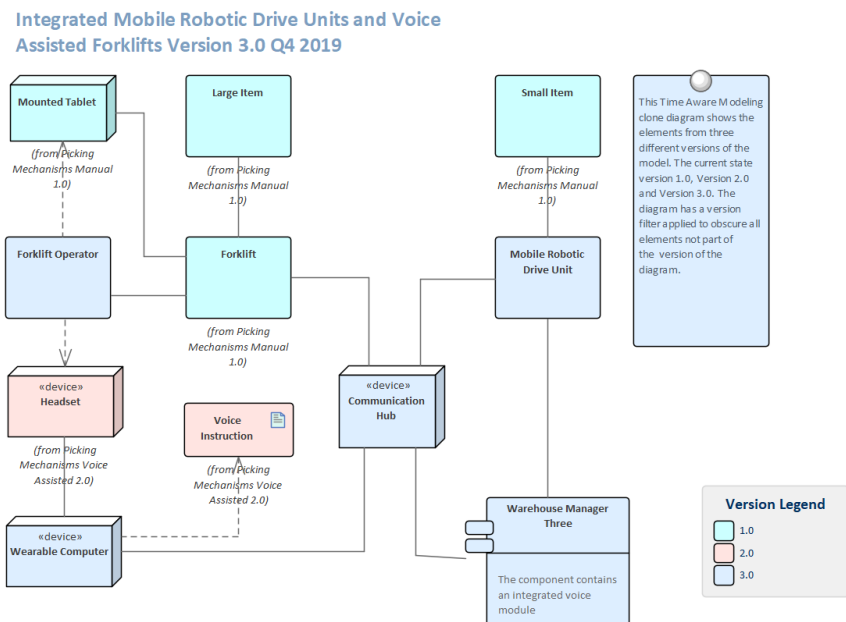 Integrated Mobile Robotic Drive Units and Voice
Assisted Forklifts Version 3.0 Q4 2019
Mounted Tablet
(from Picking
Mechanisms Manual
1.0)
Large Item
(from Picking
Mechanisms Manual
1.0)
Small Item
(from Picking
Mechanisms Manual
1.0)
This Time Aware Modeling
clone diagram shows the
elements from three
different versions of the
model. The current state
version 1.0, Version 2.0
and Version 3.0. The
diagram has a version
filter applied to obscure all
elements not part of
the version of the
diagram.
Forklift Operator
Forklift
(from Picking
Mechanisms Manual
1.0)
Mobile Robotic
Drive Unit
«device»
Headset
(from Picking
Mechanisms Voice
Assisted 2.0)
Voice
Instruction
(from Picking
Mechanisms Voice
Assisted 2.0)
«device»
Communication
Hub
«device»
Wearable Computer
Warehouse Manager
Three
The component contains
an integrated voice
module
Version Legend
1.0
2.0
3.0